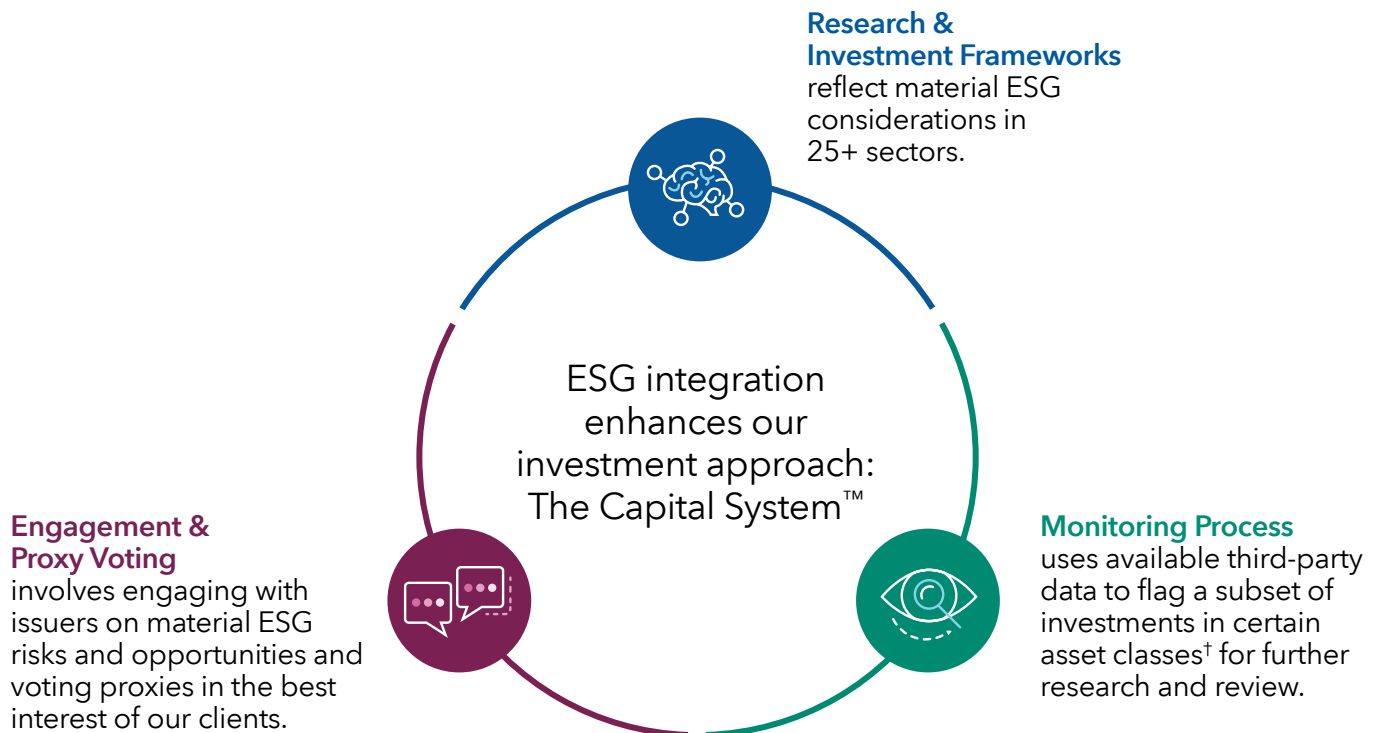 Research &
Investment Frameworks
reflect material ESG
considerations in
25+ sectors.
ESG integration
enhances our
investment approach:
The Capital System™
Engagement &
Proxy Voting
involves engaging with
issuers on material ESG
risks and opportunities and
voting proxies in the best
interest of our clients.
Monitoring Process
uses available third-party
data to flag a subset of
investments in certain
asset classes† for further
research and review.